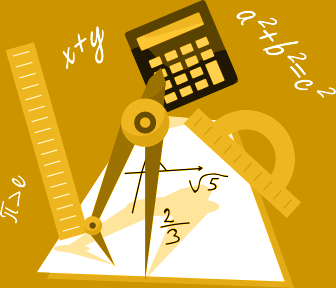 x+y
a²+b²=c²
π>e
√5
2/3